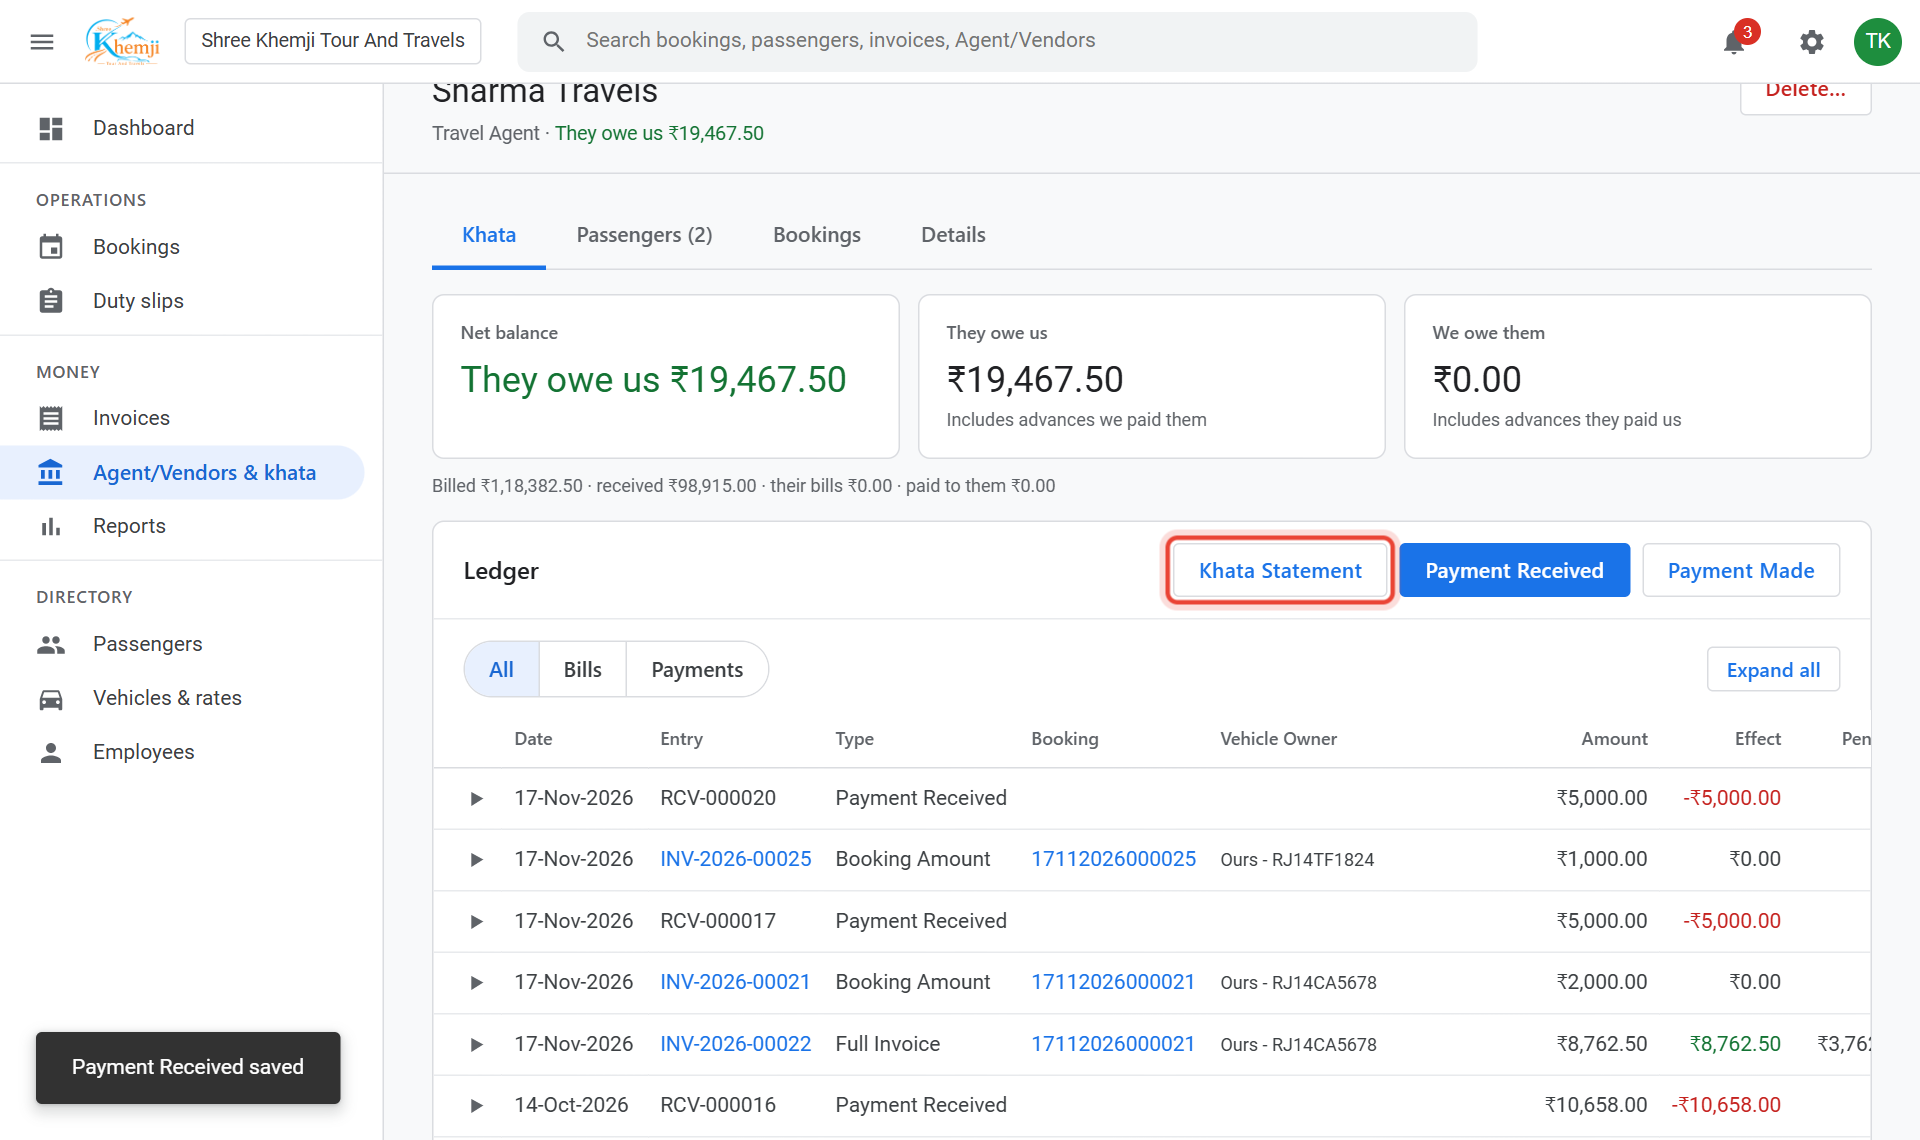 Khemji
Shree Khemji Tour And Travels
Search bookings, passengers, invoices, Agent/Vendors
3
TK
Dashboard
OPERATIONS
Bookings
Duty slips
MONEY
Invoices
Agent/Vendors & khata
Reports
DIRECTORY
Passengers
Vehicles & rates
Employees
Payment Received saved
Sharma Travels
Delete...
Travel Agent · They owe us ₹19,467.50
Khata Passengers (2) Bookings Details
Net balance
They owe us ₹19,467.50
They owe us
₹19,467.50
Includes advances we paid them
We owe them
₹0.00
Includes advances they paid us
Billed ₹1,18,382.50 · received ₹98,915.00 · their bills ₹0.00 · paid to them ₹0.00
Ledger
Khata Statement
Payment Received
Payment Made
All Bills Payments
Expand all
Date Entry Type Booking Vehicle Owner Amount Effect Pen
17-Nov-2026 RCV-000020 Payment Received ₹5,000.00 -₹5,000.00
17-Nov-2026 INV-2026-00025 Booking Amount 17112026000025 Ours - RJ14TF1824 ₹1,000.00 ₹0.00
17-Nov-2026 RCV-000017 Payment Received ₹5,000.00 -₹5,000.00
17-Nov-2026 INV-2026-00021 Booking Amount 17112026000021 Ours - RJ14CA5678 ₹2,000.00 ₹0.00
17-Nov-2026 INV-2026-00022 Full Invoice 17112026000021 Ours - RJ14CA5678 ₹8,762.50 ₹8,762.50 ₹3,762
14-Oct-2026 RCV-000016 Payment Received ₹10,658.00 -₹10,658.00